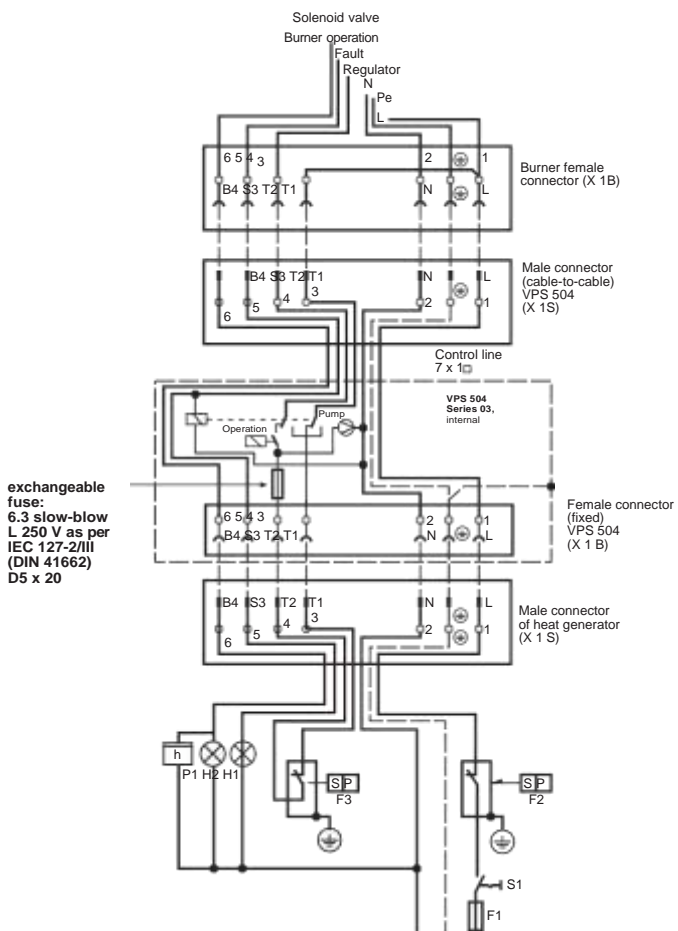 Solenoid valve
Burner operation
Fault
Regulator
N
Pe
L
6 5 4 3 2 1
B4 S3 T2 T1 N L
Burner female
connector (X 1B)
B4 S3 T2 T1 N L
3
6 5 4 2 1
Male connector
(cable-to-cable)
VPS 504
(X 1S)
Control line
7 x 1□
VPS 504
Series 03,
internal
Pump
Operation
exchangeable
fuse:
6.3 slow-blow
L 250 V as per
IEC 127-2/III
(DIN 41662)
D5 x 20
6 5 4 3 2 1
B4 S3 T2 T1 N L
Female connector
(fixed)
VPS 504
(X 1 B)
B4 S3 T2 T1 N L
3
6 5 4 2 1
Male connector
of heat generator
(X 1 S)
h
P1 H2 H1
S P
F3
S P
F2
S1
F1